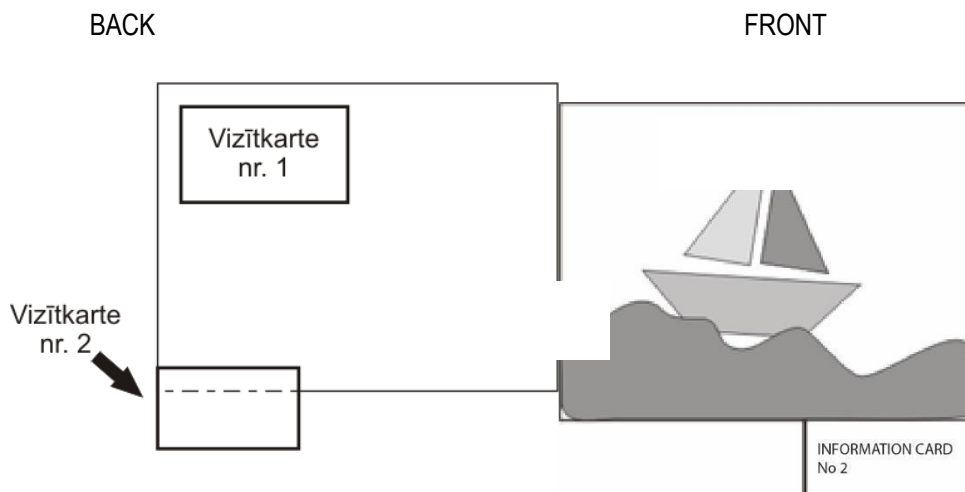 BACK
FRONT
Vizītkarte
nr. 1
Vizītkarte
nr. 2
INFORMATION CARD
No 2